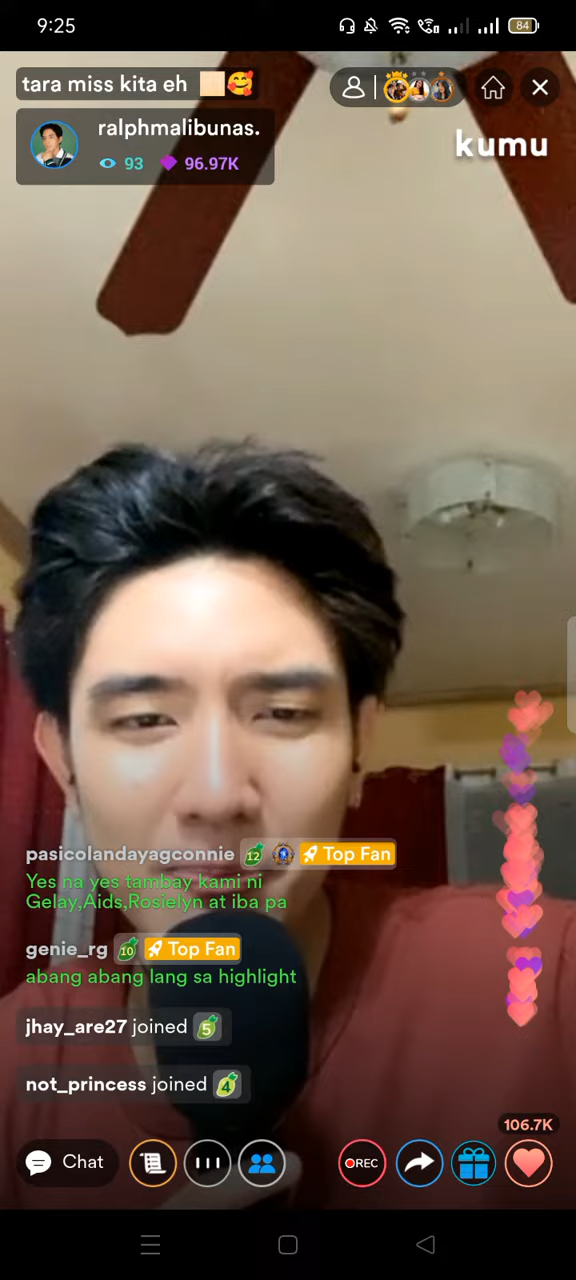 9:25
84
tara miss kita eh 🏻🥰
ralphmalibunas.
93 96.97K
kumu
pasicolandayagconnie 12 Top Fan
Yes na yes tambay kami ni
Gelay,Aids,Rosielyn at iba pa
genie_rg 10 Top Fan
abang abang lang sa highlight
jhay_are27 joined 5
not_princess joined 4
106.7K
Chat
REC